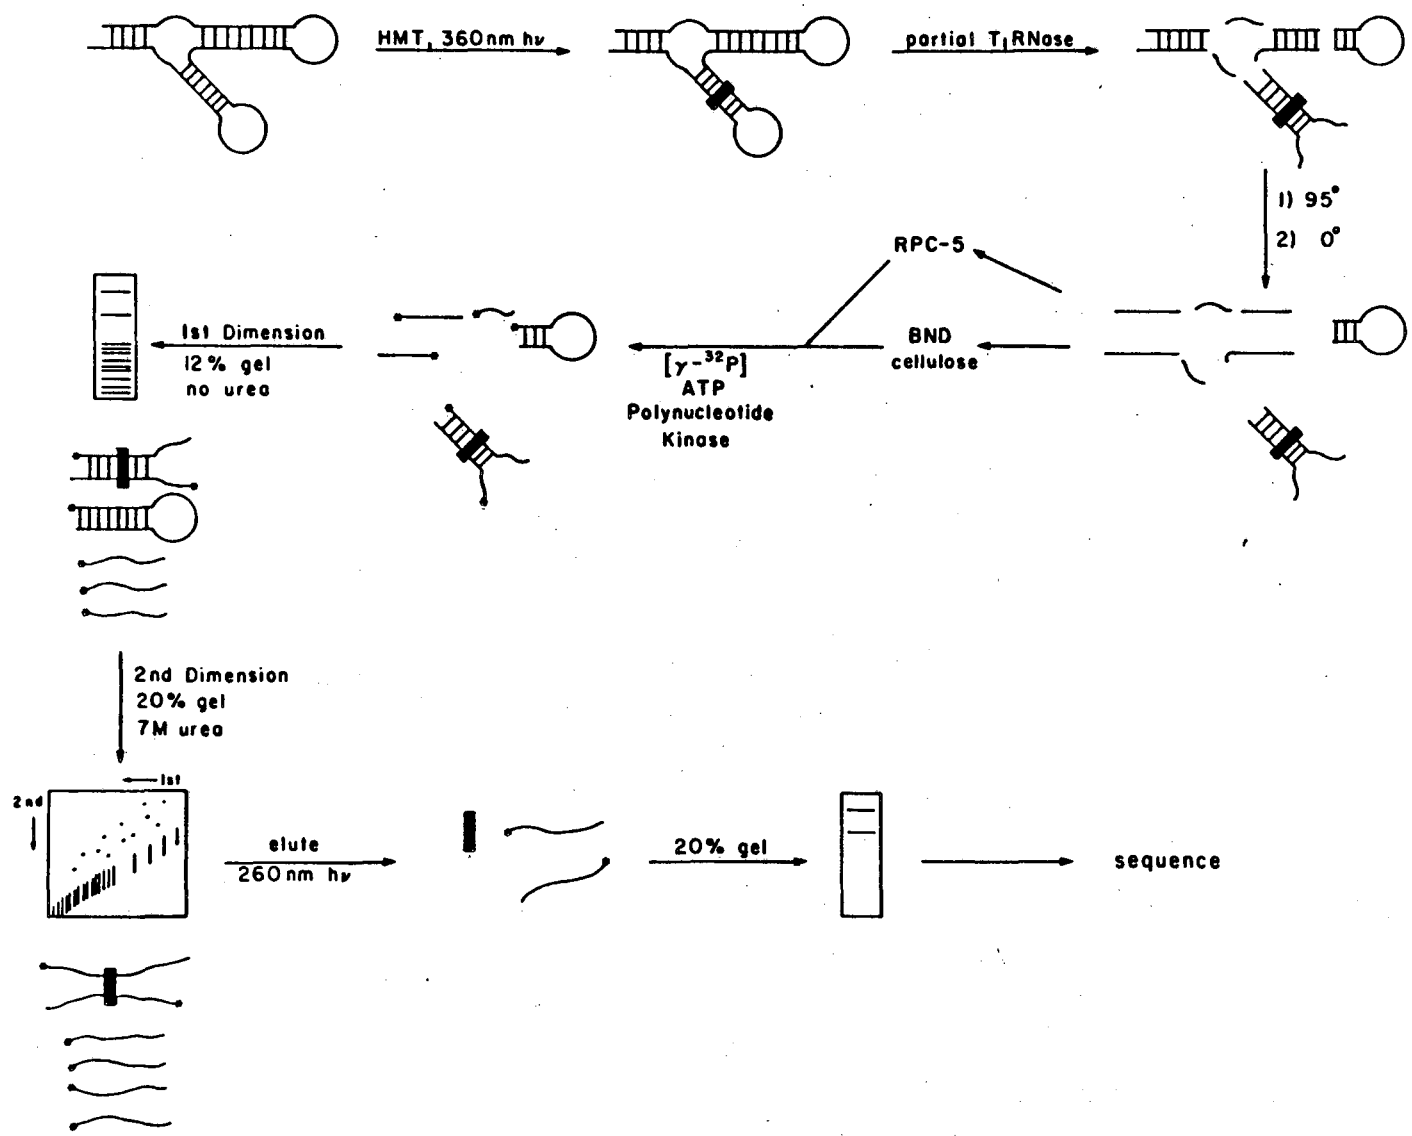 HMT, 360nm hν
partial T₁RNase
1) 95°
2) 0°
RPC-5
BND
cellulose
[γ-³²P]
ATP
Polynucleotide
Kinase
1st Dimension
12% gel
no urea
2nd Dimension
20% gel
7M urea
1st
2nd
elute
260nm hν
20% gel
sequence